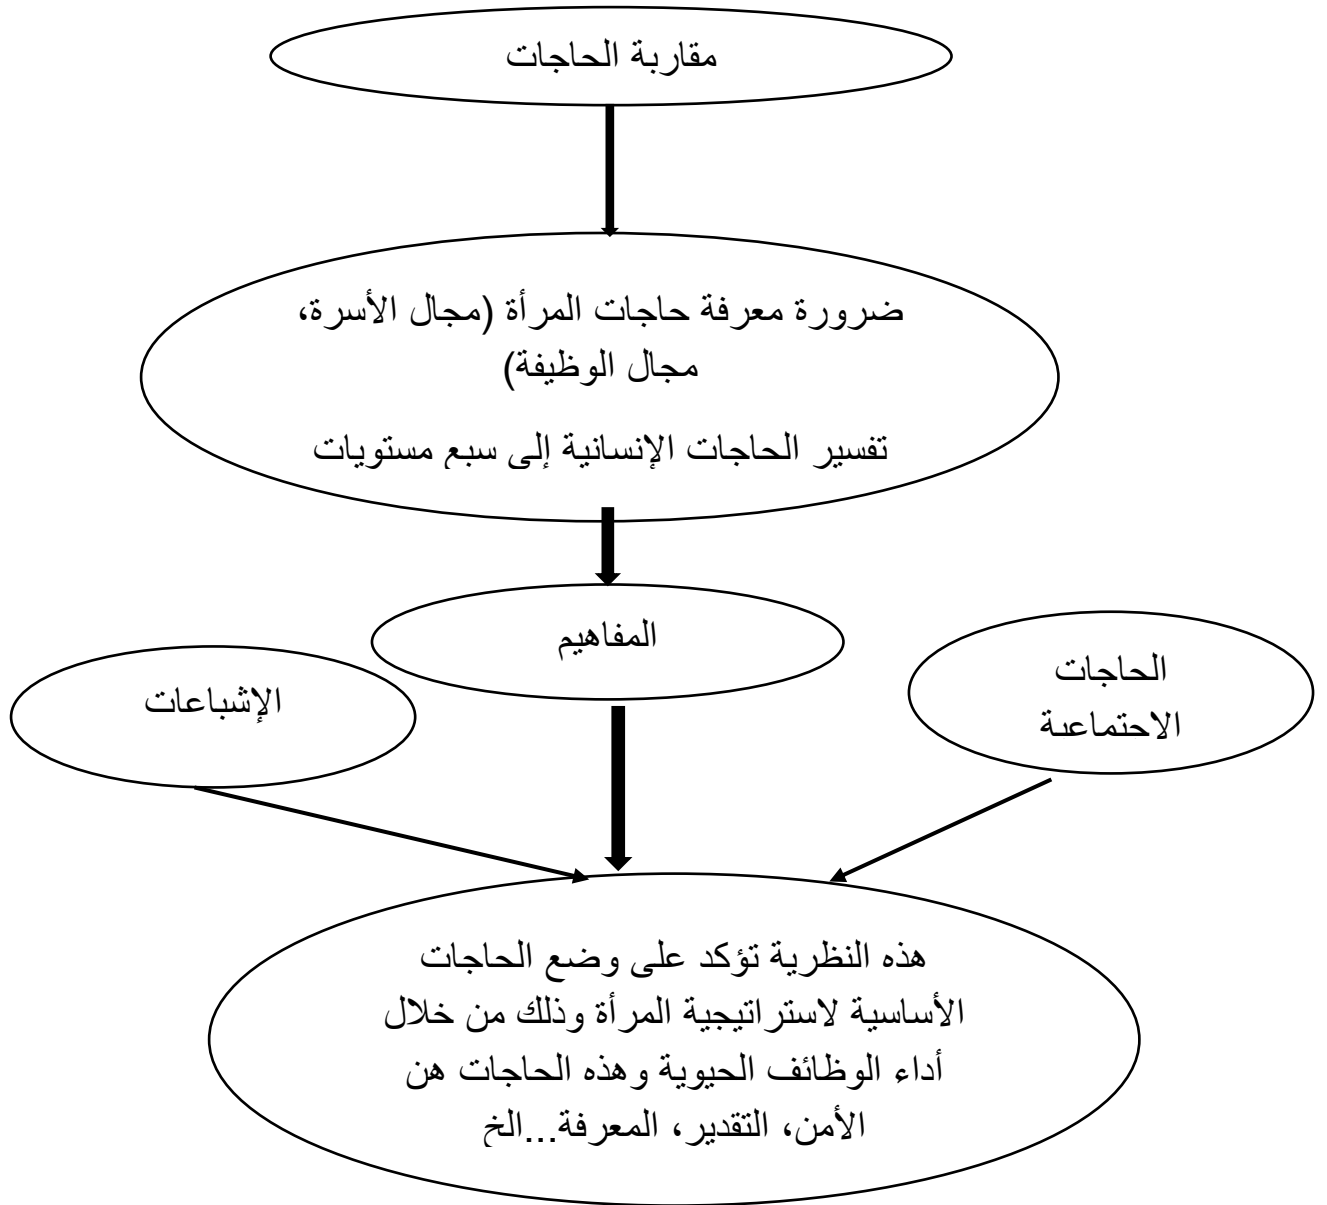 مقاربة الحاجات
ضرورة معرفة حاجات المرأة (مجال الأسرة،
مجال الوظيفة)
تفسير الحاجات الإنسانية إلى سبع مستويات
المفاهيم
الحاجات
الاجتماعية
الإشباعات
هذه النظرية تؤكد على وضع الحاجات
الأساسية لاستراتيجية المرأة وذلك من خلال
أداء الوظائف الحيوية وهذه الحاجات هن
الأمن، التقدير، المعرفة...الخ